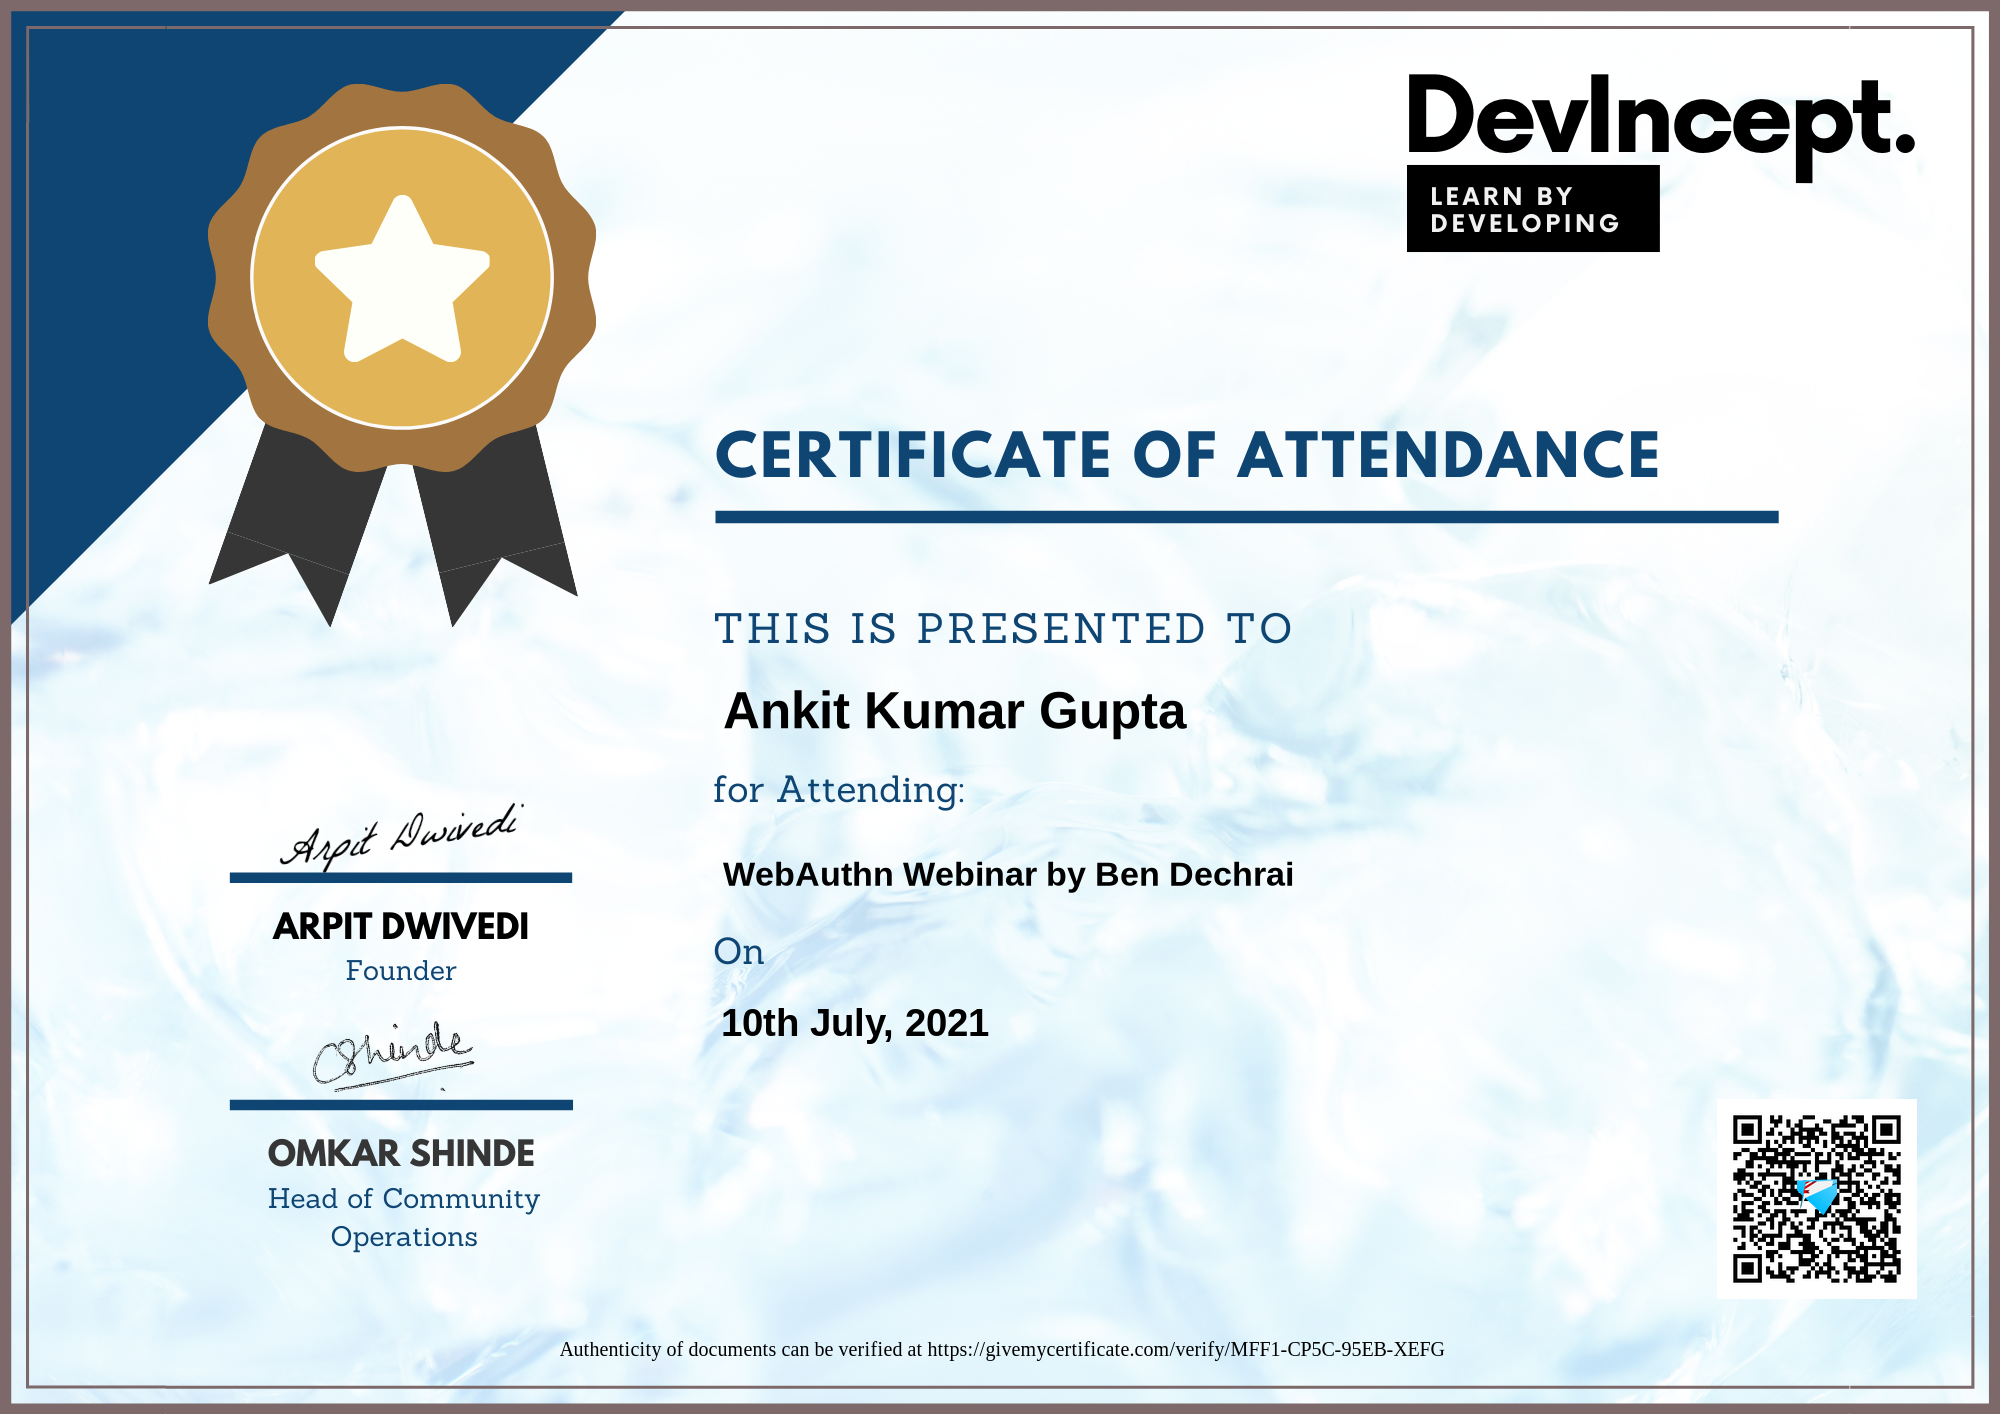 DevIncept.
LEARN BY
DEVELOPING
CERTIFICATE OF ATTENDANCE
THIS IS PRESENTED TO
Ankit Kumar Gupta
for Attending:
WebAuthn Webinar by Ben Dechrai
On
10th July, 2021
Arpit Dwivedi
ARPIT DWIVEDI
Founder
OShinde
OMKAR SHINDE
Head of Community
Operations
Authenticity of documents can be verified at https://givemycertificate.com/verify/MFF1-CP5C-95EB-XEFG